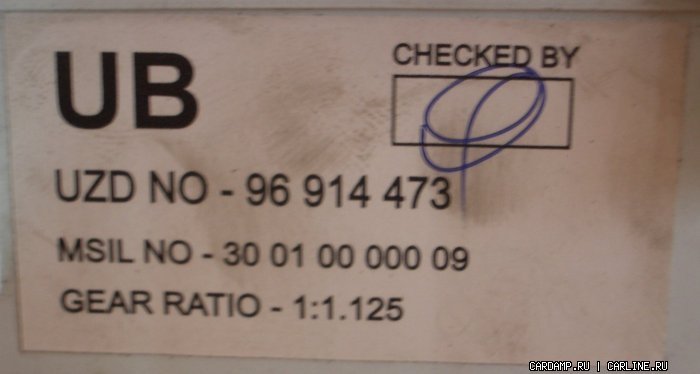 UB
CHECKED BY
UZD NO - 96 914 473
MSIL NO - 30 01 00 000 09
GEAR RATIO - 1:1.125
CARDAMP.RU | CARLINE.RU